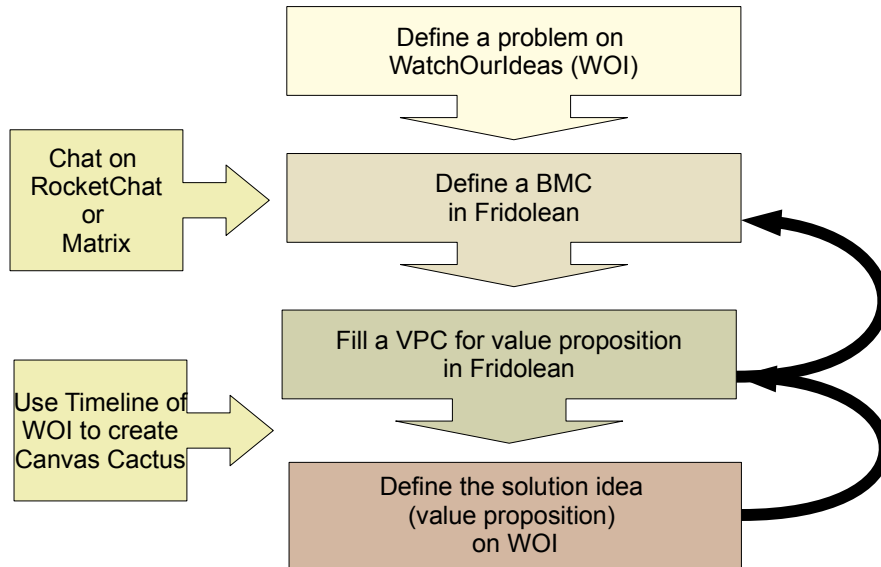 Define a problem on
WatchOurIdeas (WOI)
Chat on
RocketChat
or
Matrix
Define a BMC
in Fridolean
Fill a VPC for value proposition
in Fridolean
Use Timeline of
WOI to create
Canvas Cactus
Define the solution idea
(value proposition)
on WOI